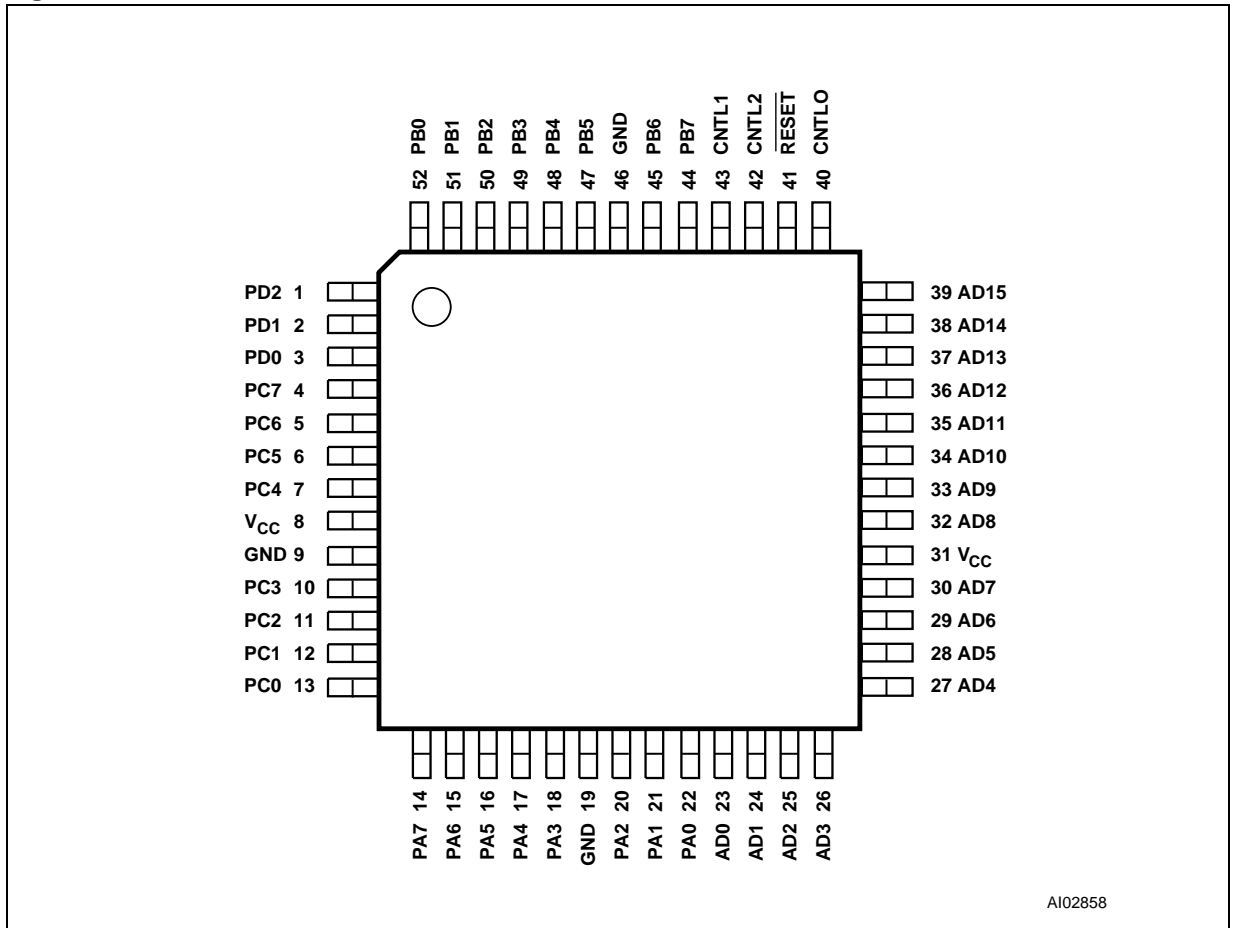 52 PB0
51 PB1
50 PB2
49 PB3
48 PB4
47 PB5
46 GND
45 PB6
44 PB7
43 CNTL1
42 CNTL2
41 RESET
40 CNTLO
PD2 1
PD1 2
PD0 3
PC7 4
PC6 5
PC5 6
PC4 7
VCC 8
GND 9
PC3 10
PC2 11
PC1 12
PC0 13
39 AD15
38 AD14
37 AD13
36 AD12
35 AD11
34 AD10
33 AD9
32 AD8
31 VCC
30 AD7
29 AD6
28 AD5
27 AD4
PA7 14
PA6 15
PA5 16
PA4 17
PA3 18
GND 19
PA2 20
PA1 21
PA0 22
AD0 23
AD1 24
AD2 25
AD3 26
AI02858